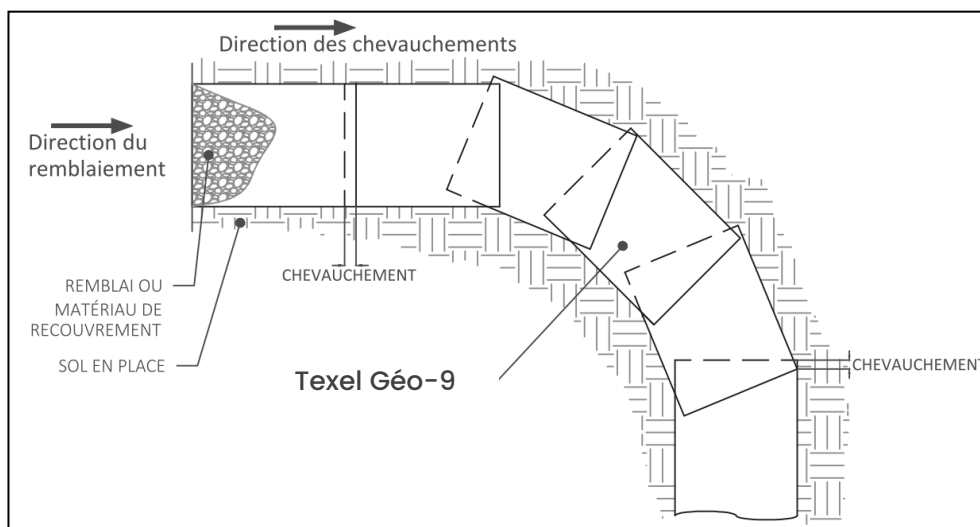 Direction des chevauchements
Direction du
remblaiement
CHEVAUCHEMENT
REMBLAI OU
MATÉRIAU DE
RECOUVREMENT
SOL EN PLACE
Texel Géo-9
CHEVAUCHEMENT